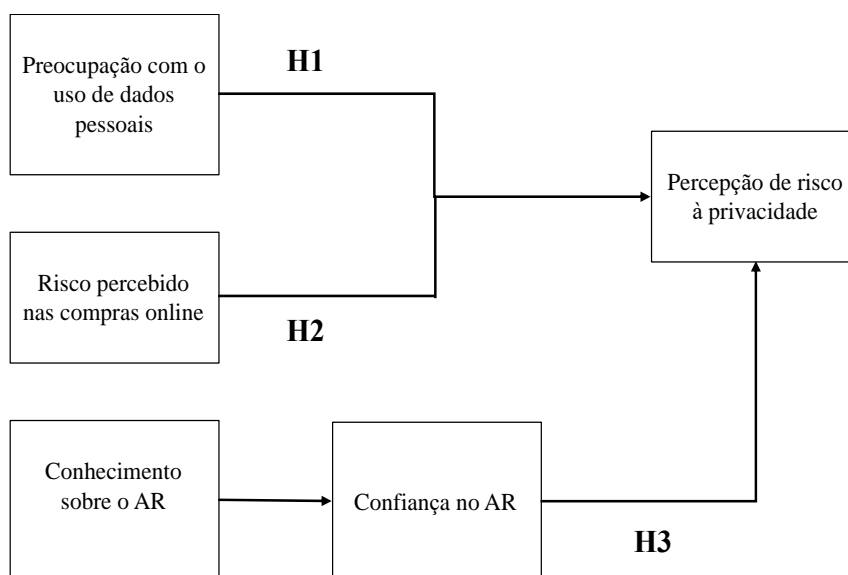 Preocupação com o
uso de dados
pessoais
H1
Percepção de risco
à privacidade
Risco percebido
nas compras online
H2
Conhecimento
sobre o AR
Confiança no AR
H3